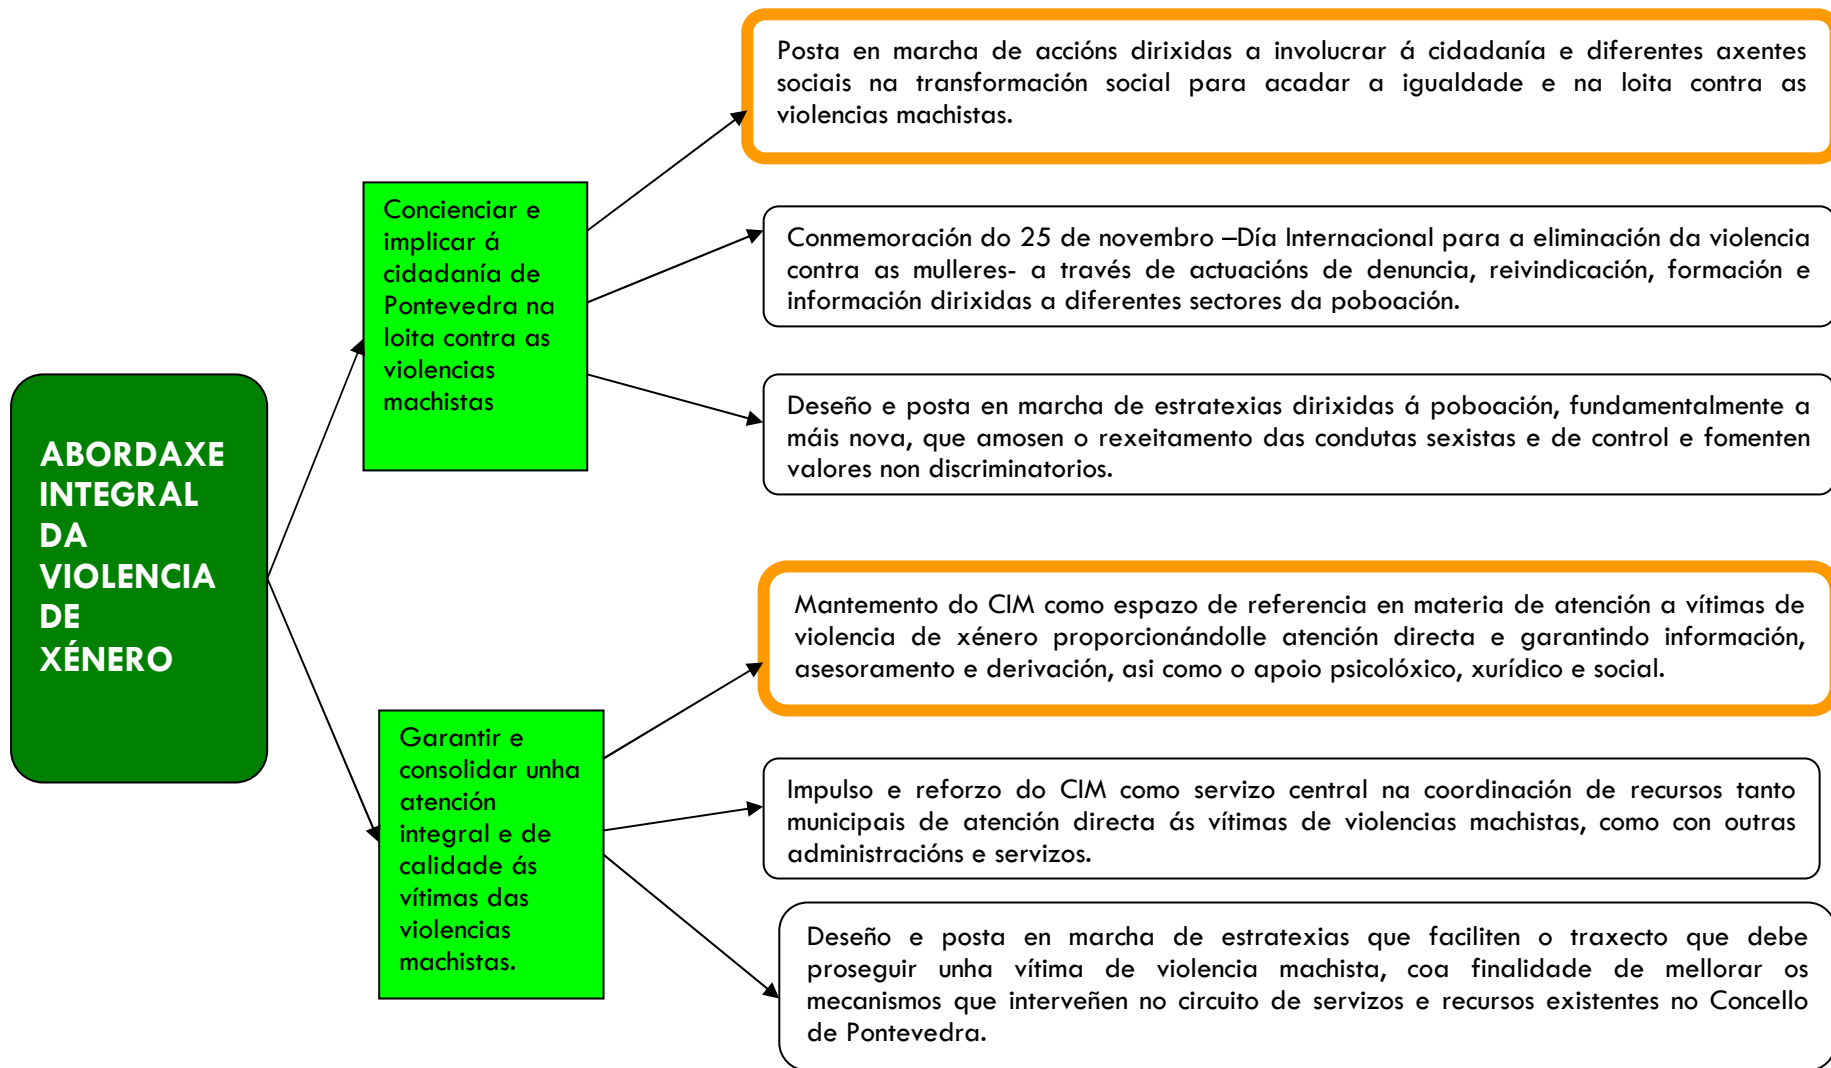 ABORDAXE
INTEGRAL
DA
VIOLENCIA
DE
XÉNERO
Concienciar e
implicar á
cidadanía de
Pontevedra na
loita contra as
violencias
machistas
Posta en marcha de accións dirixidas a involucrar á cidadanía e diferentes axentes
sociais na transformación social para acadar a igualdade e na loita contra as
violencias machistas.
Conmemoración do 25 de novembro –Día Internacional para a eliminación da violencia
contra as mulleres- a través de actuacións de denuncia, reivindicación, formación e
información dirixidas a diferentes sectores da poboación.
Deseño e posta en marcha de estratexias dirixidas á poboación, fundamentalmente a
máis nova, que amosen o rexeitamento das condutas sexistas e de control e fomenten
valores non discriminatorios.
Garantir e
consolidar unha
atención
integral e de
calidade ás
vítimas das
violencias
machistas.
Mantemento do CIM como espazo de referencia en materia de atención a vítimas de
violencia de xénero proporcionándolle atención directa e garantindo información,
asesoramento e derivación, asi como o apoio psicolóxico, xurídico e social.
Impulso e reforzo do CIM como servizo central na coordinación de recursos tanto
municipais de atención directa ás vítimas de violencias machistas, como con outras
administracións e servizos.
Deseño e posta en marcha de estratexias que faciliten o traxecto que debe
proseguir unha vítima de violencia machista, coa finalidade de mellorar os
mecanismos que interveñen no circuito de servizos e recursos existentes no Concello
de Pontevedra.